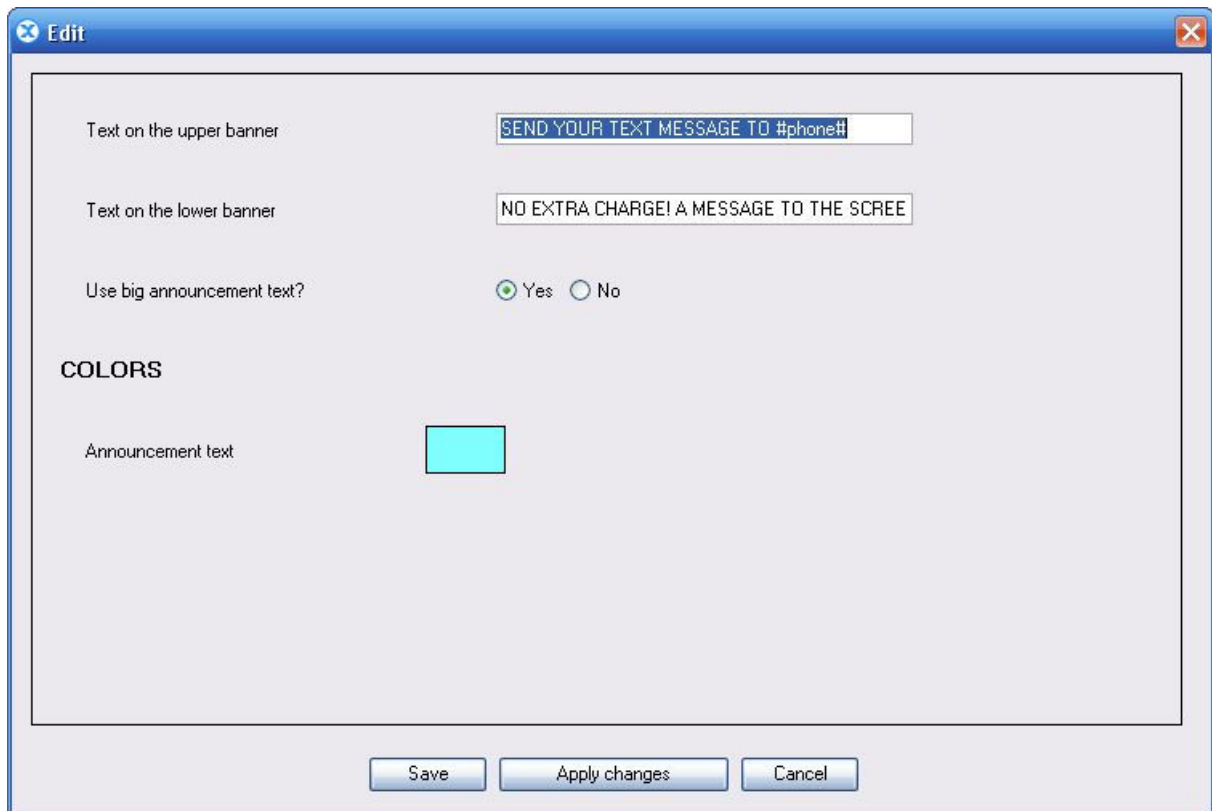 Edit
Text on the upper banner SEND YOUR TEXT MESSAGE TO #phone#
Text on the lower banner NO EXTRA CHARGE! A MESSAGE TO THE SCREE
Use big announcement text? Yes No
COLORS
Announcement text
Save Apply changes Cancel